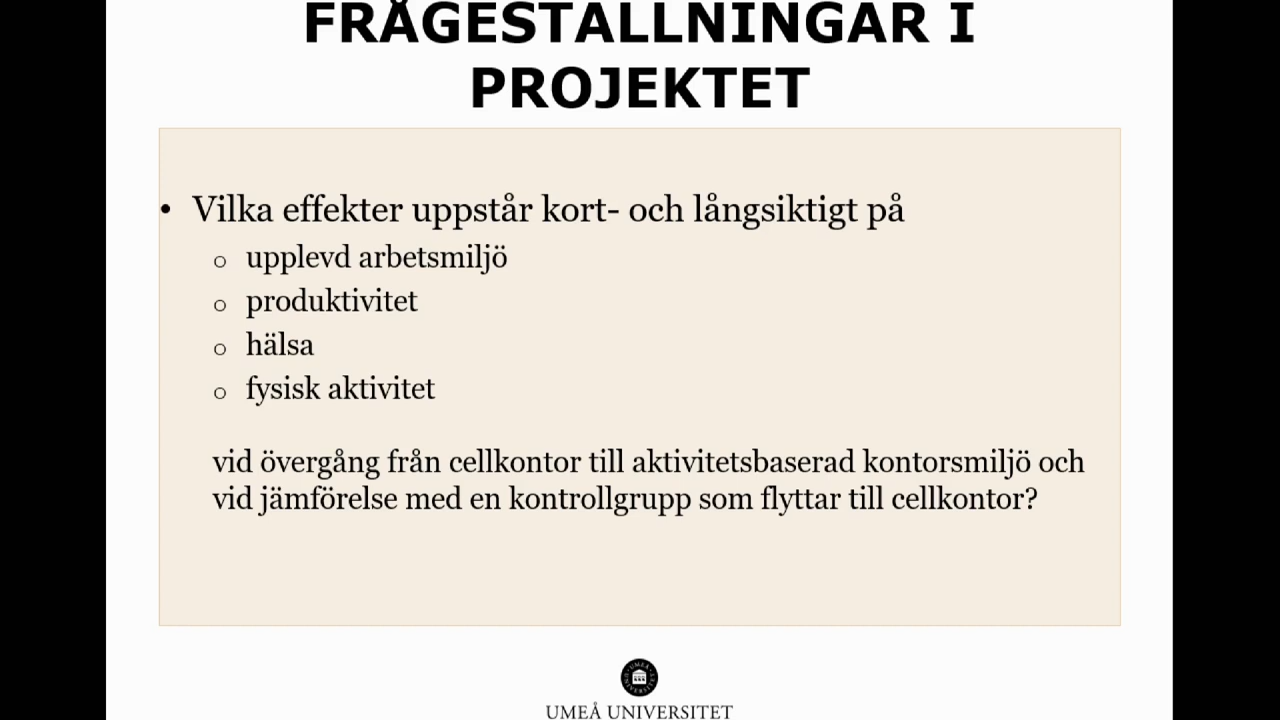 FRÅGESTÄLLNINGAR I
PROJEKTET
• Vilka effekter uppstår kort- och långsiktigt på
o upplevd arbetsmiljö
o produktivitet
o hälsa
o fysisk aktivitet
vid övergång från cellkontor till aktivitetsbaserad kontorsmiljö och
vid jämförelse med en kontrollgrupp som flyttar till cellkontor?
UMEÅ UNIVERSITET